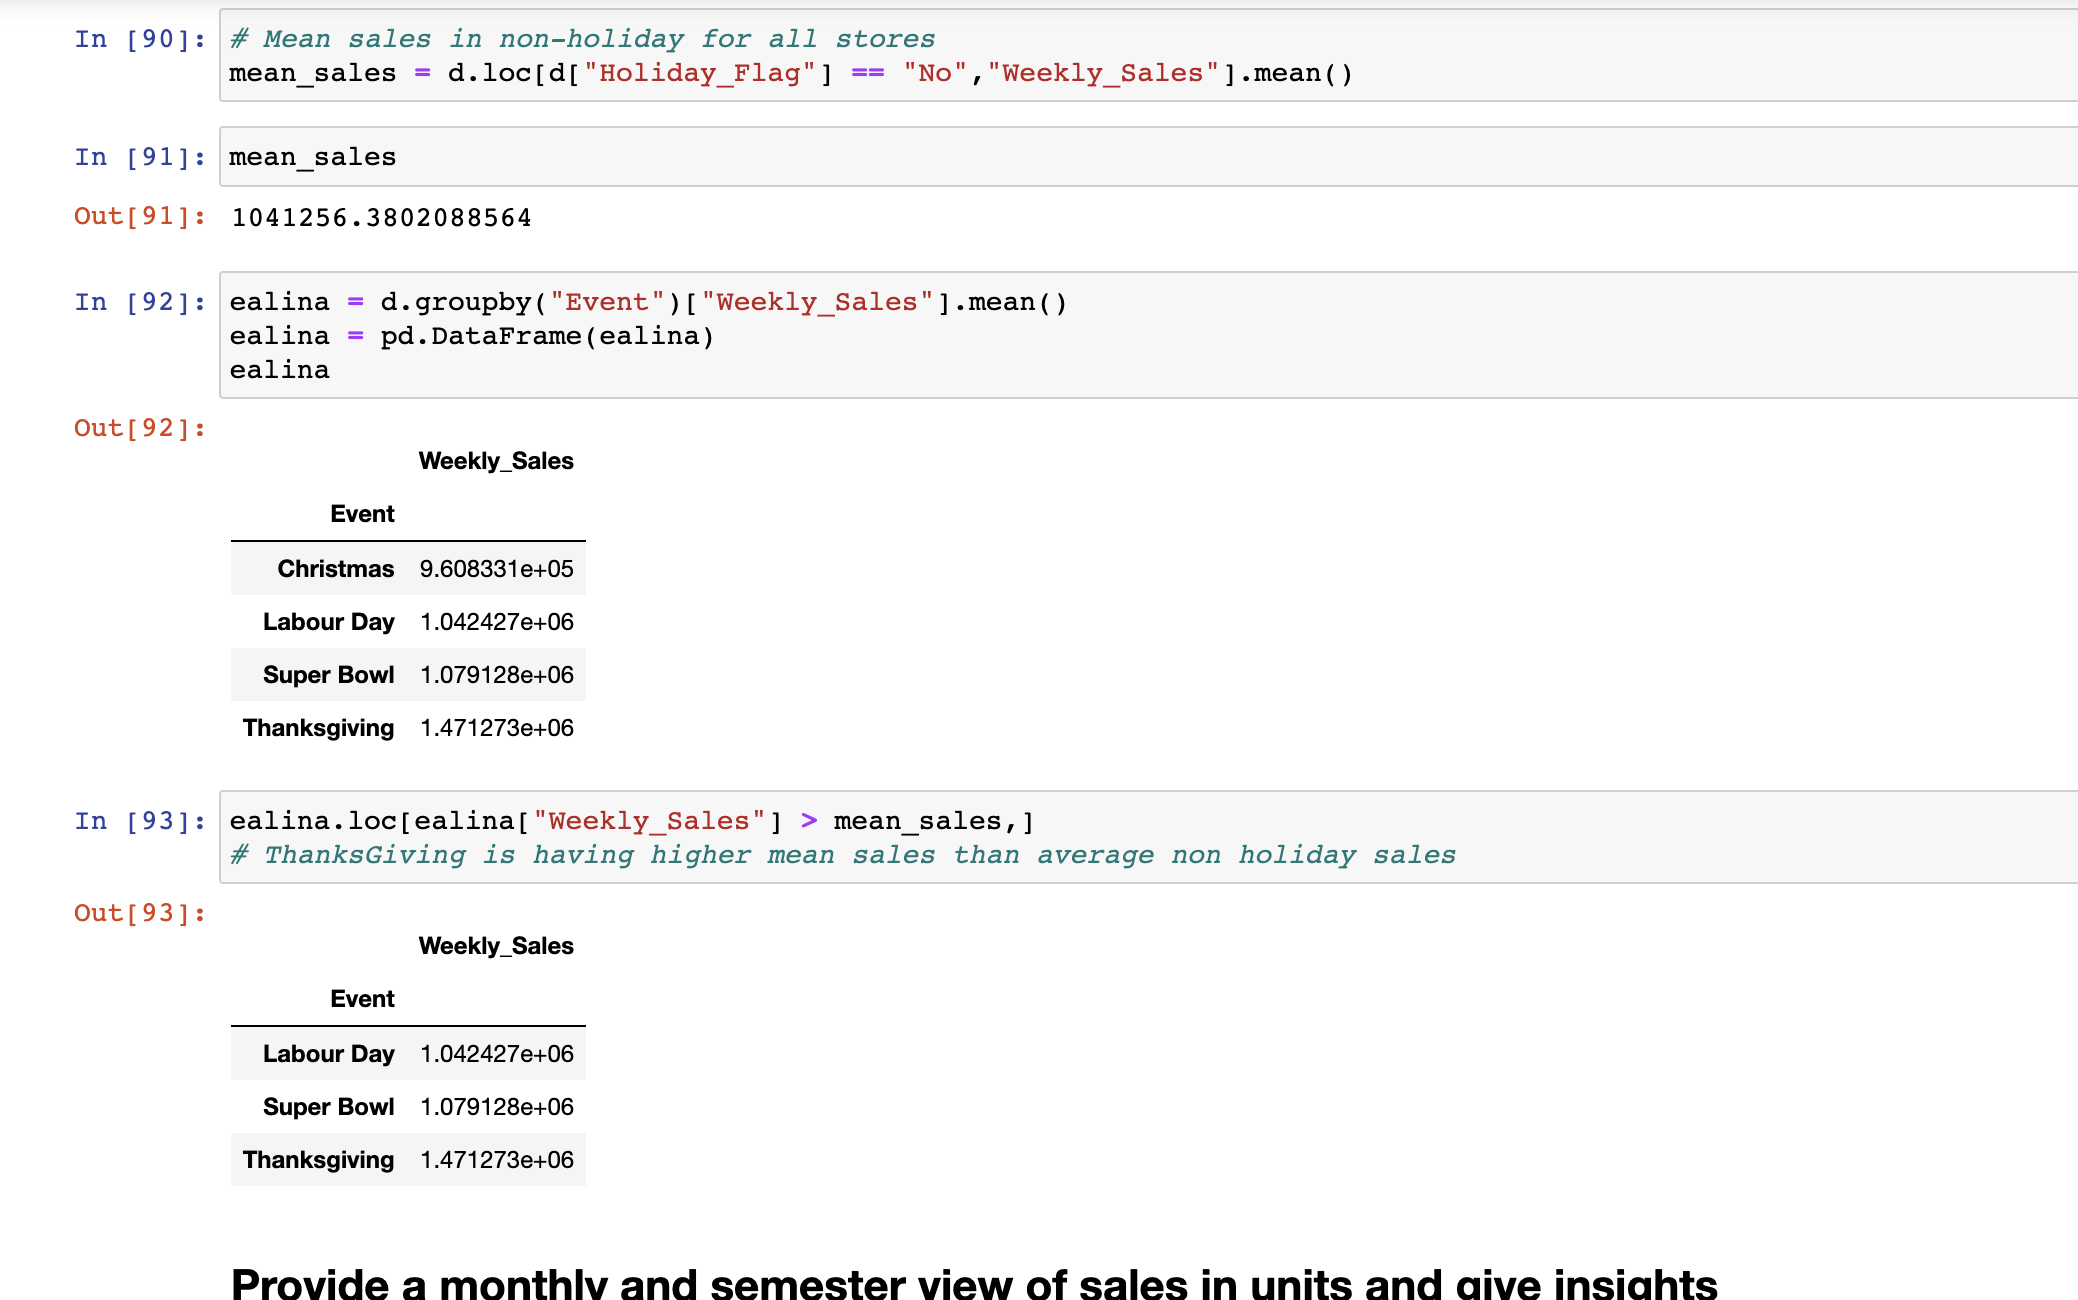 In [90]: # Mean sales in non-holiday for all stores
mean_sales = d.loc[d["Holiday_Flag"] == "No","Weekly_Sales"].mean()
In [91]: mean_sales
Out[91]: 1041256.3802088564
In [92]: ealina = d.groupby("Event")["Weekly_Sales"].mean()
ealina = pd.DataFrame(ealina)
ealina
Out[92]:
Weekly_Sales
Event
Christmas 9.608331e+05
Labour Day 1.042427e+06
Super Bowl 1.079128e+06
Thanksgiving 1.471273e+06
In [93]: ealina.loc[ealina["Weekly_Sales"] > mean_sales,]
# ThanksGiving is having higher mean sales than average non holiday sales
Out[93]:
Weekly_Sales
Event
Labour Day 1.042427e+06
Super Bowl 1.079128e+06
Thanksgiving 1.471273e+06
Provide a monthly and semester view of sales in units and give insights